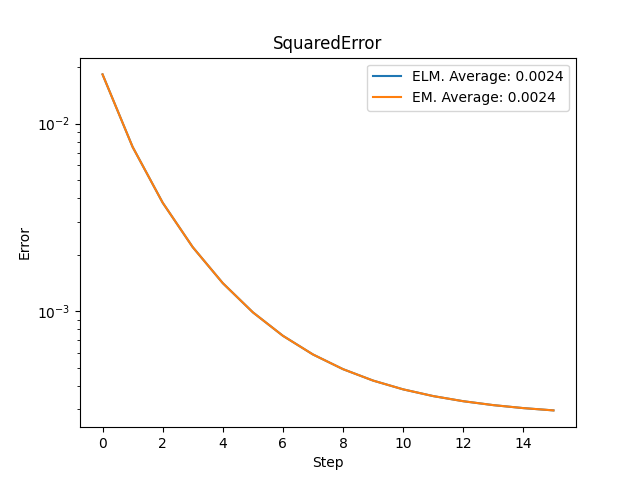 SquaredError
ELM. Average: 0.0024
EM. Average: 0.0024
Error
10⁻²
10⁻³
0 2 4 6 8 10 12 14
Step